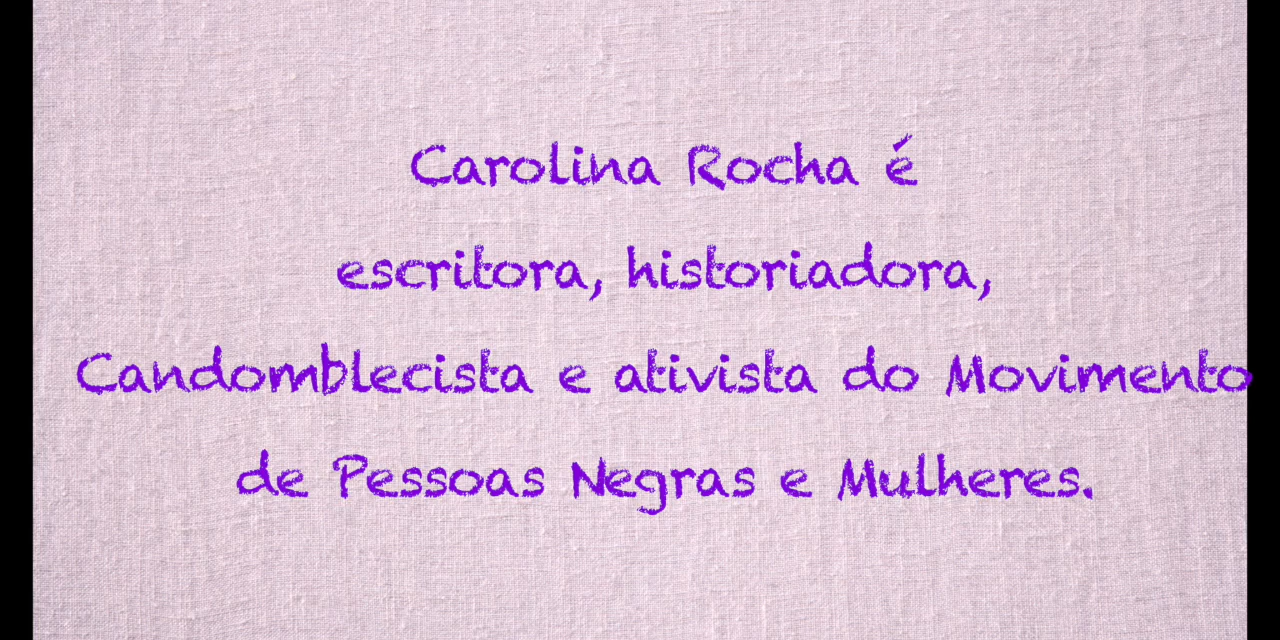 Carolina Rocha é
escritora, historiadora,
Candomblecista e ativista do Movimento
de Pessoas Negras e Mulheres.